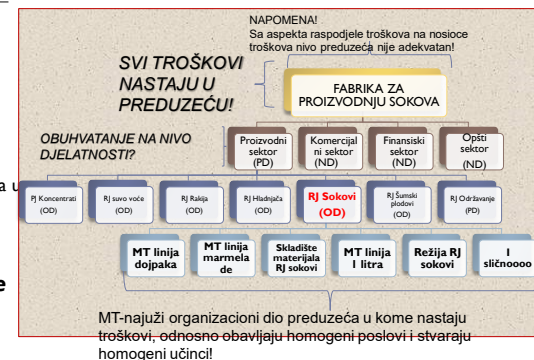 NAPOMENA!
Sa aspekta raspodjele troškova na nosioce
troškova nivo preduzeća nije adekvatan!
SVI TROŠKOVI
NASTAJU U
PREDUZEĆU!
FABRIKA ZA
PROIZVODNJU SOKOVA
OBUHVATANJE NA NIVO
DJELATNOSTI?
Proizvodni
sektor
(PD)
Komercijal
ni sektor
(ND)
Finansiski
sektor
(ND)
Opšti
sektor
(ND)
a u
PJ Koncentrati
(OD)
RJ suvo voće
(OD)
RJ Rakija
(OD)
RJ Hladnjača
(OD)
RJ Sokovi
(OD)
RJ Šumski
plodovi
(OD)
RJ Održavanje
(PD)
MT linija
dojpaka
MT linija
marmela
de
Skladište
materijala
RJ sokovi
MT linija
1 litra
Režija RJ
sokovi
I
sličnoooo
e
MT-najuži organizacioni dio preduzeća u kome nastaju
troškovi, odnosno obavljaju homogeni poslovi i stvaraju
homogeni učinci!